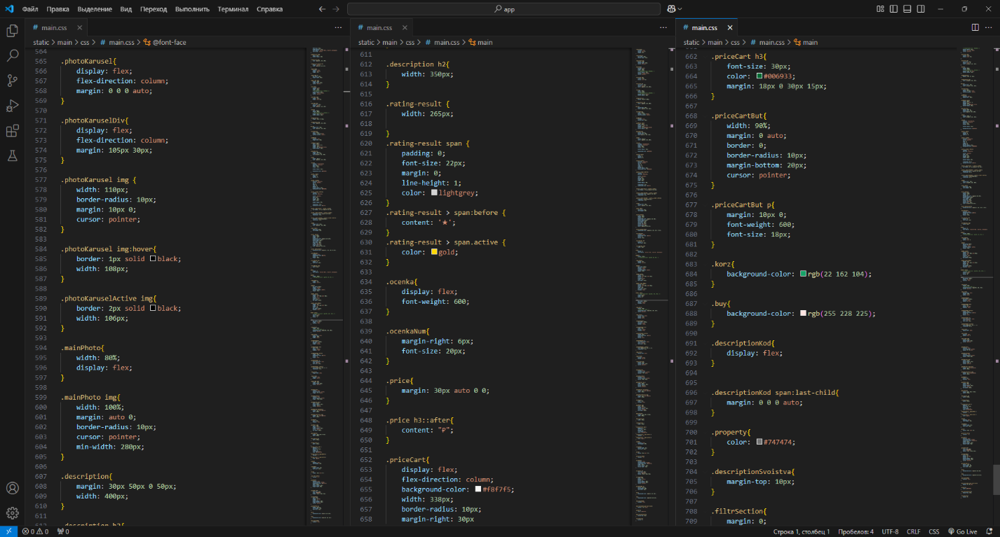 Файл Правка Выделение Вид Переход Выполнить Терминал Справка
app
# main.css
static > main > css > # main.css > @font-face
564
565 .photoKarusel{
566 display: flex;
567 flex-direction: column;
568 margin: 0 0 0 auto;
569 }
570
571 .photoKaruselDiv{
572 display: flex;
573 flex-direction: column;
574 margin: 105px 30px;
575 }
576
577 .photoKarusel img {
578 width: 110px;
579 border-radius: 10px;
580 margin: 10px 0;
581 cursor: pointer;
582 }
583
584 .photoKarusel img:hover{
585 border: 1px solid black;
586 width: 108px;
587 }
588
589 .photoKaruselActive img{
590 border: 2px solid black;
591 width: 106px;
592 }
593
594 .mainPhoto{
595 width: 80%;
596 display: flex;
597 }
598
599 .mainPhoto img{
600 width: 100%;
601 margin: auto 0;
602 border-radius: 10px;
603 cursor: pointer;
604 min-width: 280px;
605 }
606
607 .description{
608 margin: 30px 50px 0 50px;
609 width: 400px;
610 }
611
612 .description h2{
# main.css
static > main > css > # main.css > main
611
612 .description h2{
613 width: 350px;
614 }
615
616 .rating-result {
617 width: 265px;
618
619 }
620 .rating-result span {
621 padding: 0;
622 font-size: 22px;
623 margin: 0;
624 line-height: 1;
625 color: lightgrey;
626 }
627 .rating-result > span:before {
628 content: '★';
629 }
630 .rating-result > span.active {
631 color: gold;
632 }
633
634 .ocenka{
635 display: flex;
636 font-weight: 600;
637 }
638
639 .ocenkaNum{
640 margin-right: 6px;
641 font-size: 20px;
642 }
643
644 .price{
645 margin: 30px auto 0 0;
646 }
647
648 .price h3::after{
649 content: "₽";
650 }
651
652 .priceCart{
653 display: flex;
654 flex-direction: column;
655 background-color: #f8f7f5;
656 width: 338px;
657 border-radius: 10px;
658 margin-right: 30px
# main.css
static > main > css > # main.css > main
662 .priceCart h3{
663 font-size: 30px;
664 color: #006933;
665 margin: 18px 0 30px 15px;
666 }
667
668 .priceCartBut{
669 width: 90%;
670 margin: 0 auto;
671 border: 0;
672 border-radius: 10px;
673 margin-bottom: 20px;
674 cursor: pointer;
675 }
676
677 .priceCartBut p{
678 margin: 10px 0;
679 font-weight: 600;
680 font-size: 18px;
681 }
682
683 .korz{
684 background-color: rgb(22 162 104);
685 }
686
687 .buy{
688 background-color: rgb(255 228 225);
689 }
690
691 .descriptionKod{
692 display: flex;
693 }
694
695
696 .descriptionKod span:last-child{
697 margin: 0 0 0 auto;
698 }
699
700 .property{
701 color: #747474;
702 }
703
704 .descriptionSvoistva{
705 margin-top: 10px;
706 }
707
708 .filtrSection{
709 margin: 0;
0 0 0 Строка 1, столбец 1 Пробелов: 4 UTF-8 CRLF CSS Go Live